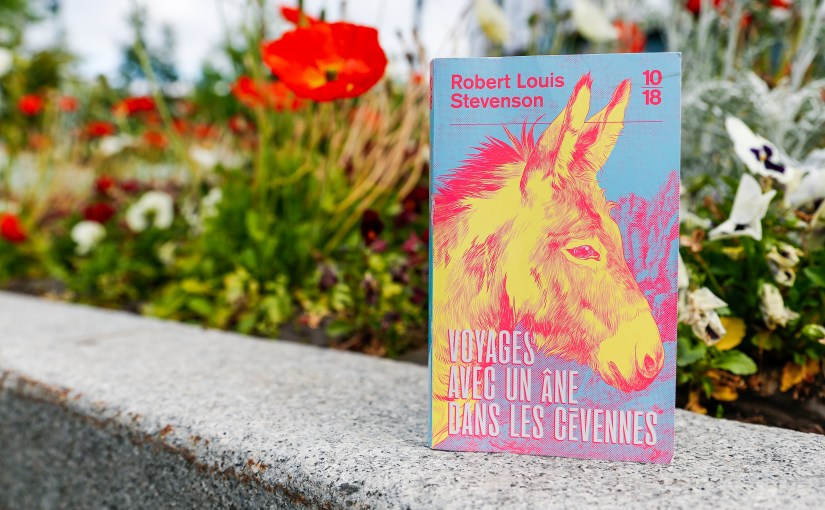 Robert Louis
Stevenson
10
18
VOYAGES
AVEC UN ÂNE
DANS LES CÉVENNES